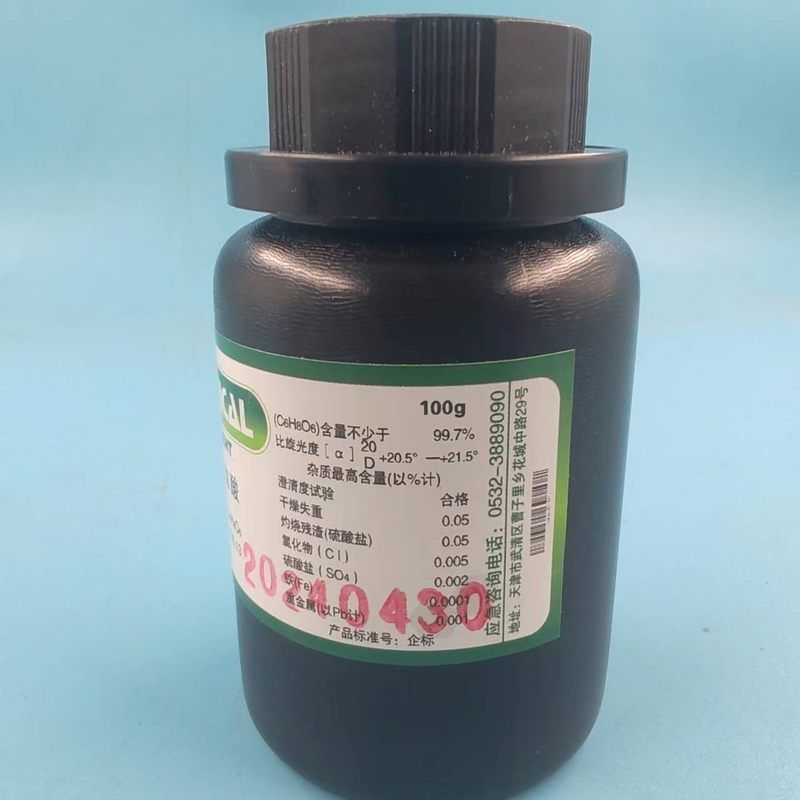 CAL
酸
100g
(C6H8O6)含量不少于 99.7%
比旋光度[α]20D +20.5°—+21.5°
杂质最高含量(以%计)
澄清度试验 合格
干燥失重 0.05
灼烧残渣(硫酸盐) 0.05
氯化物(Cl) 0.005
硫酸盐(SO4) 0.002
铁(Fe) 0.0001
重金属(以Pb计) 0.001
产品标准号：企标
20240430
应急咨询电话：0532-3889090
地址：天津市武清区曹子里乡花城中路29号